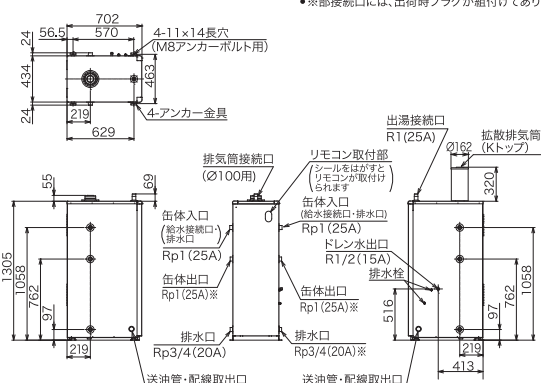 ●※部接続口には、出荷時プラグが組付けてあり
702
56.5
570
4-11×14長穴
(M8アンカーボルト用)
24
434
24
463
219
4-アンカー金具
629
出湯接続口
R1(25A)
Ø162
拡散排気筒
(Kトップ)
320
排気筒接続口
(Ø100用)
リモコン取付部
(シールをはがすと
リモコンが取付け
られます)
55
69
缶体入口
(給水接続口・
排水口)
Rp1(25A)
缶体入口
(給水接続口・排水口)
Rp1(25A)
ドレン水出口
R1/2(15A)
排水栓
缶体出口
Rp1(25A)※
缶体出口
Rp1(25A)※
1305
1058
762
97
219
排水口
Rp3/4(20A)
排水口
Rp3/4(20A)※
516
97
762
1058
219
413
送油管・配線取出口
送油管・配線取出口